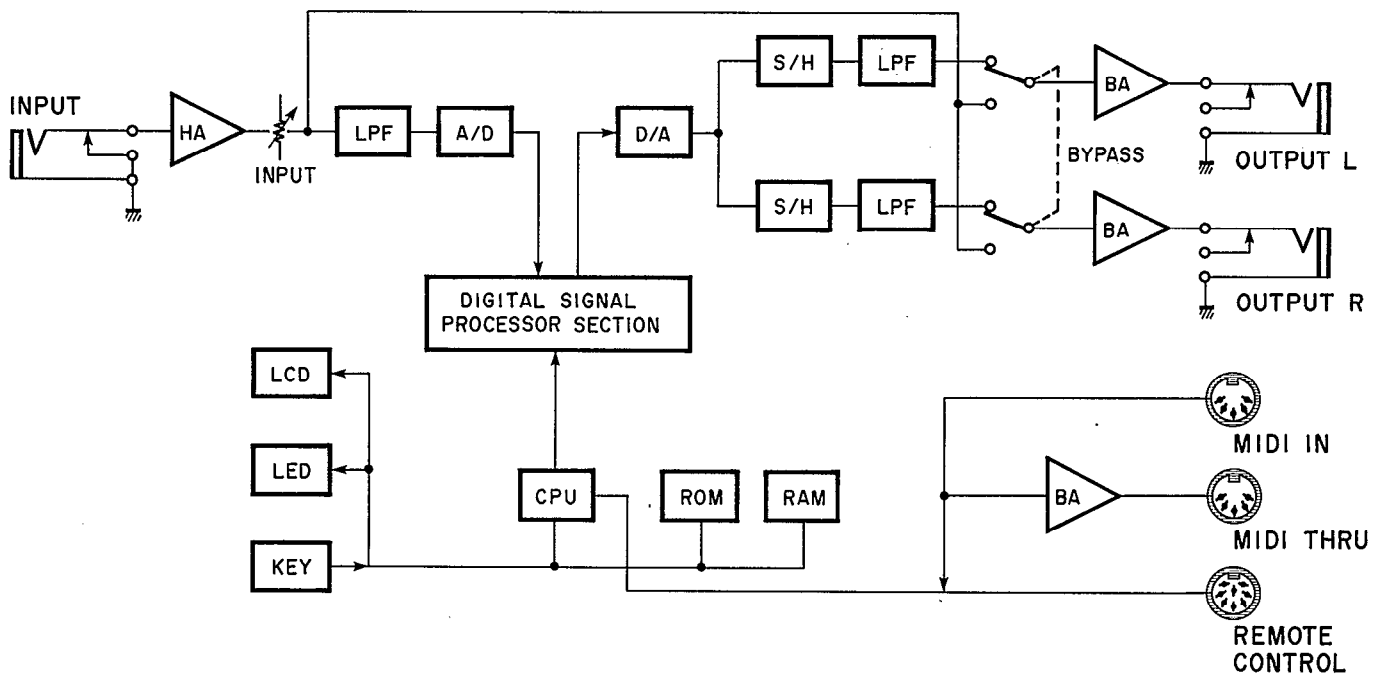 INPUT
HA
INPUT
LPF
A/D
D/A
S/H
LPF
S/H
LPF
BYPASS
BA
OUTPUT L
BA
OUTPUT R
DIGITAL SIGNAL
PROCESSOR SECTION
LCD
LED
KEY
CPU
ROM
RAM
BA
MIDI IN
MIDI THRU
REMOTE
CONTROL